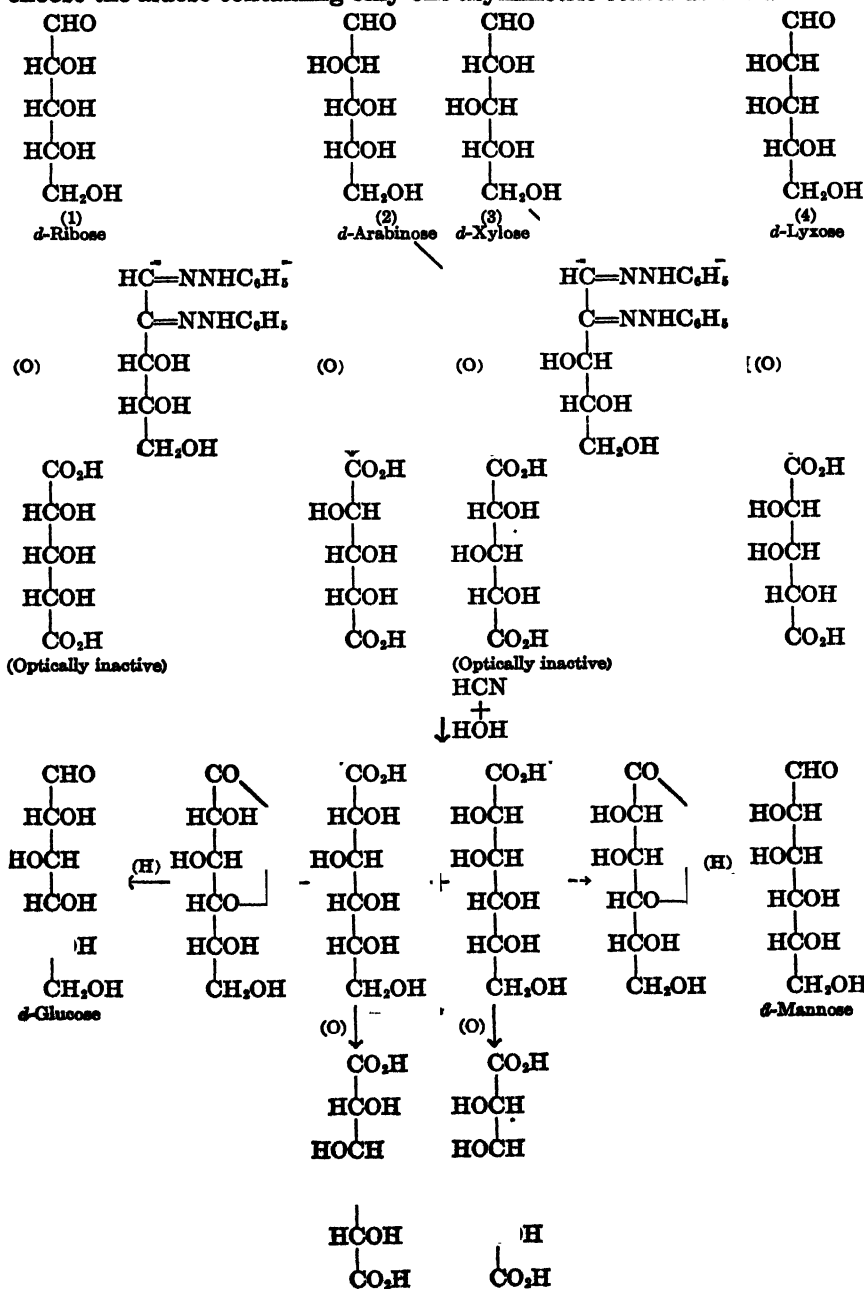 CHO CHO CHO CHO
HCOH HOCH HCOH HOCH
HCOH HCOH HOCH HOCH
HCOH HCOH HCOH HCOH
CH₂OH CH₂OH CH₂OH CH₂OH
(1) (2) (3) (4)
d-Ribose d-Arabinose d-Xylose d-Lyxose
HC=NNHC₆H₅ HC=NNHC₆H₅
C=NNHC₆H₅ C=NNHC₆H₅
(O) HCOH (O) (O) HOCH (O)
HCOH HCOH
CH₂OH CH₂OH
CO₂H CO₂H CO₂H CO₂H
HCOH HOCH HCOH HOCH
HCOH HCOH HOCH HOCH
HCOH HCOH HCOH HCOH
CO₂H CO₂H CO₂H CO₂H
(Optically inactive) (Optically inactive)
HCN
+
↓HOH
CHO CO CO₂H CO₂H CO CHO
HCOH HCOH HCOH HOCH HOCH HOCH
HOCH (H) HOCH HOCH HOCH HOCH (H) HOCH
HCOH HCO HCOH HCOH HCO HCOH
H HCOH HCOH HCOH HCOH HCOH
CH₂OH CH₂OH CH₂OH CH₂OH CH₂OH CH₂OH
d-Glucose d-Mannose
(O) (O)
CO₂H CO₂H
HCOH HOCH
HOCH HOCH
HCOH H
CO₂H CO₂H